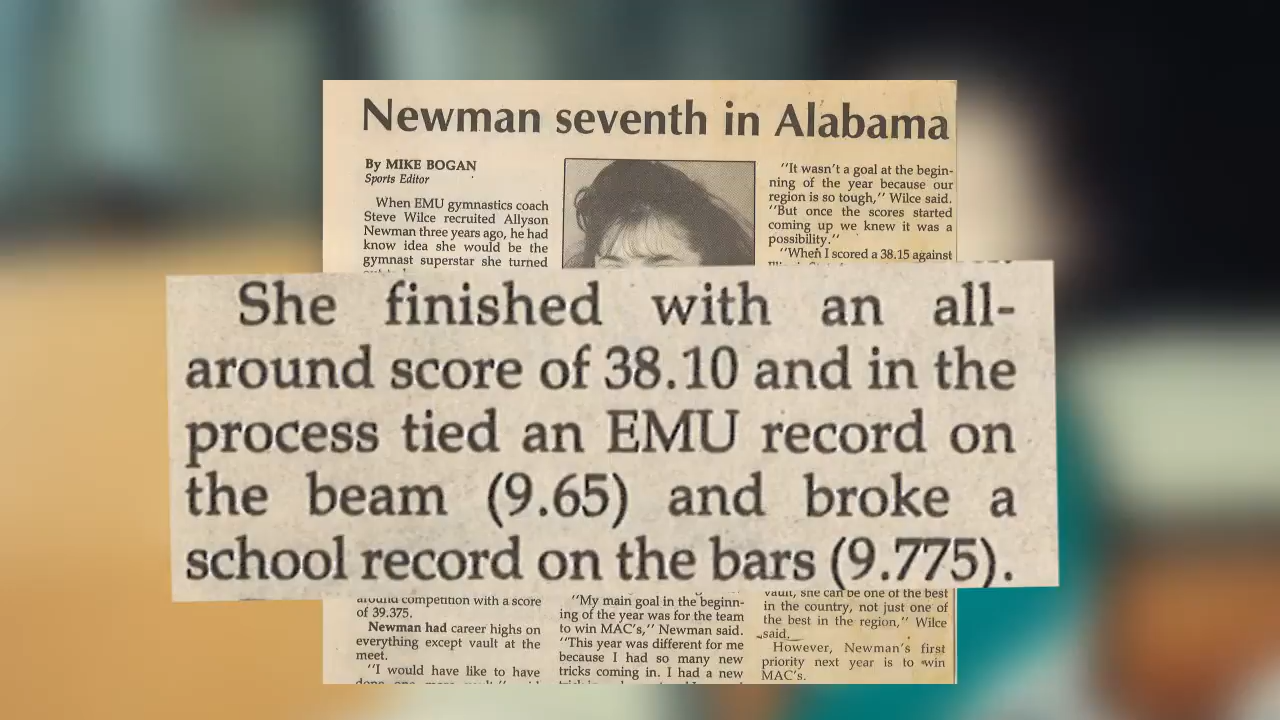 Newman seventh in Alabama
By MIKE BOGAN
Sports Editor
When EMU gymnastics coach
Steve Wilce recruited Allyson
Newman three years ago, he had
know idea she would be the
gymnast superstar she turned
"It wasn't a goal at the begin-
ning of the year because our
region is so tough," Wilce said.
"But once the scores started
coming up we knew it was a
possibility."
"When I scored a 38.15 against
She finished with an all-
around score of 38.10 and in the
process tied an EMU record on
the beam (9.65) and broke a
school record on the bars (9.775).
around competition with a score
of 39.375.
Newman had career highs on
everything except vault at the
meet.
"I would have like to have
"My main goal in the beginn-
ing of the year was for the team
to win MAC's," Newman said.
"This year was different for me
because I had so many new
tricks coming in. I had a new
vault, she can be one of the best
in the country, not just one of
the best in the region," Wilce
said.
However, Newman's first
priority next year is to win
MAC's.